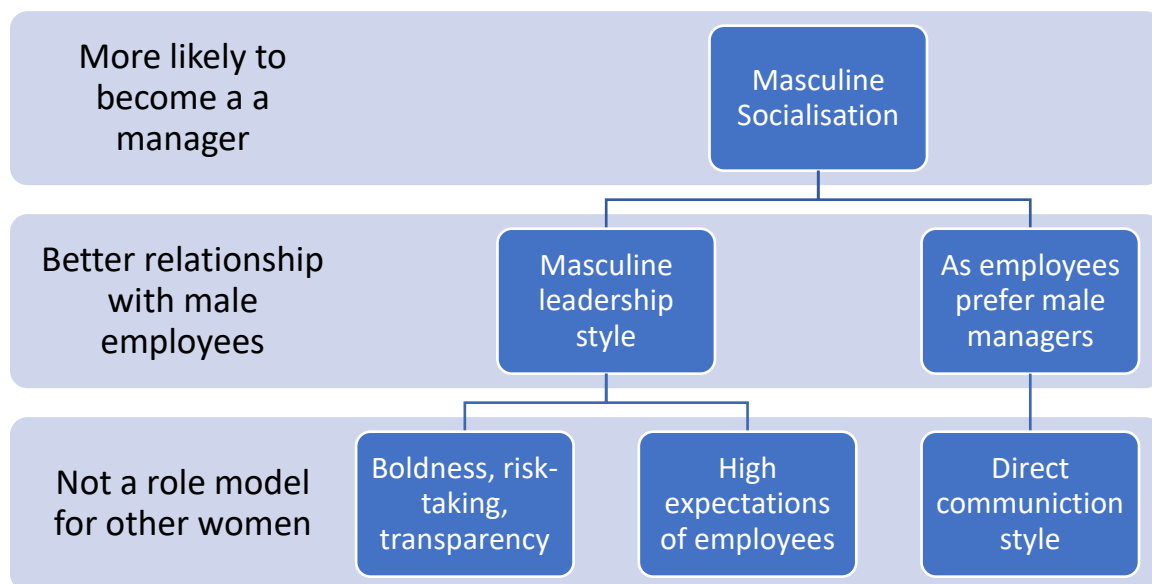 More likely to
become a a
manager
Masculine
Socialisation
Better relationship
with male
employees
Masculine
leadership
style
As employees
prefer male
managers
Not a role model
for other women
Boldness, risk-
taking,
transparency
High
expectations
of employees
Direct
communiction
style